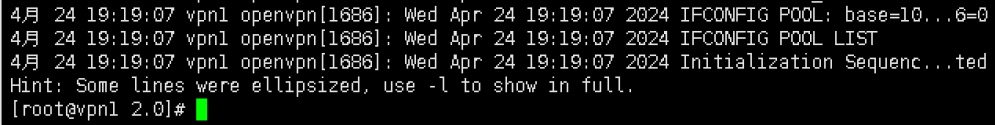 4月 24 19:19:07 vpn1 openvpn[1686]: Wed Apr 24 19:19:07 2024 IFCONFIG POOL: base=10...6=0
4月 24 19:19:07 vpn1 openvpn[1686]: Wed Apr 24 19:19:07 2024 IFCONFIG POOL LIST
4月 24 19:19:07 vpn1 openvpn[1686]: Wed Apr 24 19:19:07 2024 Initialization Sequenc...ted
Hint: Some lines were ellipsized, use -l to show in full.
[root@vpn1 2.0]#